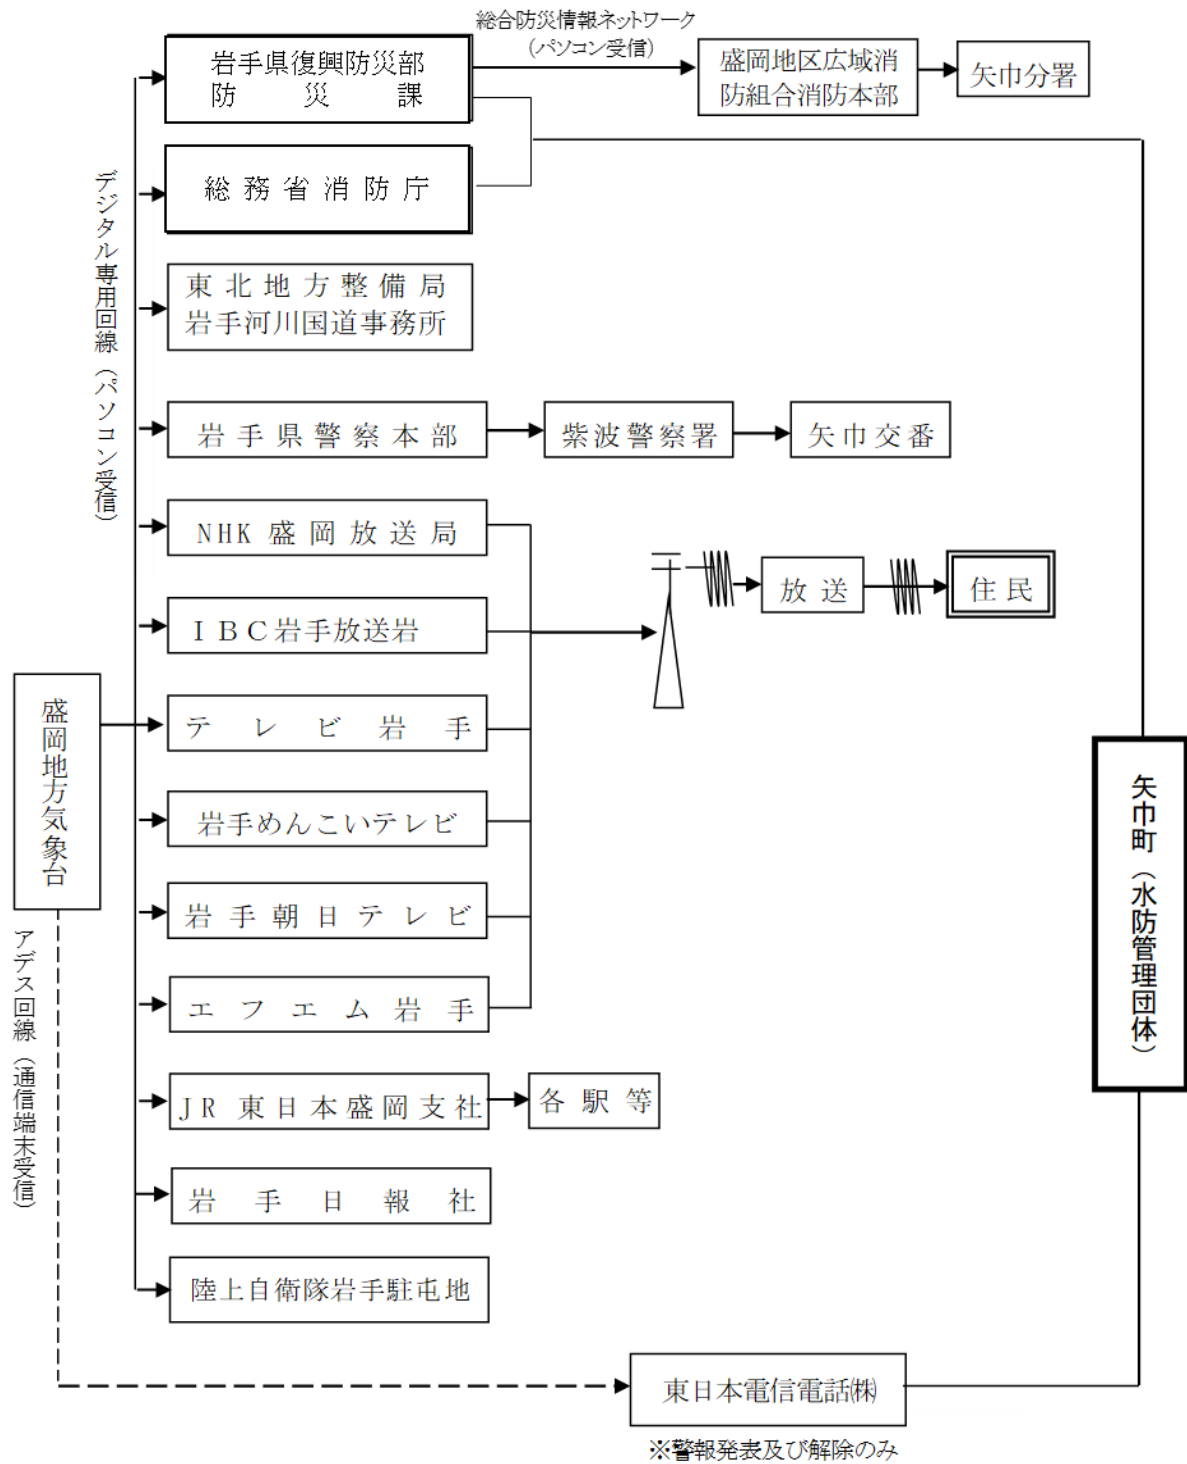 総合防災情報ネットワーク
（パソコン受信）
岩手県復興防災部
防災課
盛岡地区広域消
防組合消防本部
矢巾分署
総務省消防庁
デジタル専用回線（パソコン受信）
東北地方整備局
岩手河川国道事務所
岩手県警察本部
紫波警察署
矢巾交番
NHK盛岡放送局
放送
住民
ＩＢＣ岩手放送岩
盛岡地方気象台
テレビ岩手
岩手めんこいテレビ
矢巾町（水防管理団体）
岩手朝日テレビ
アデス回線（通信端末受信）
エフエム岩手
JR東日本盛岡支社
各駅等
岩手日報社
陸上自衛隊岩手駐屯地
東日本電信電話㈱
※警報発表及び解除のみ